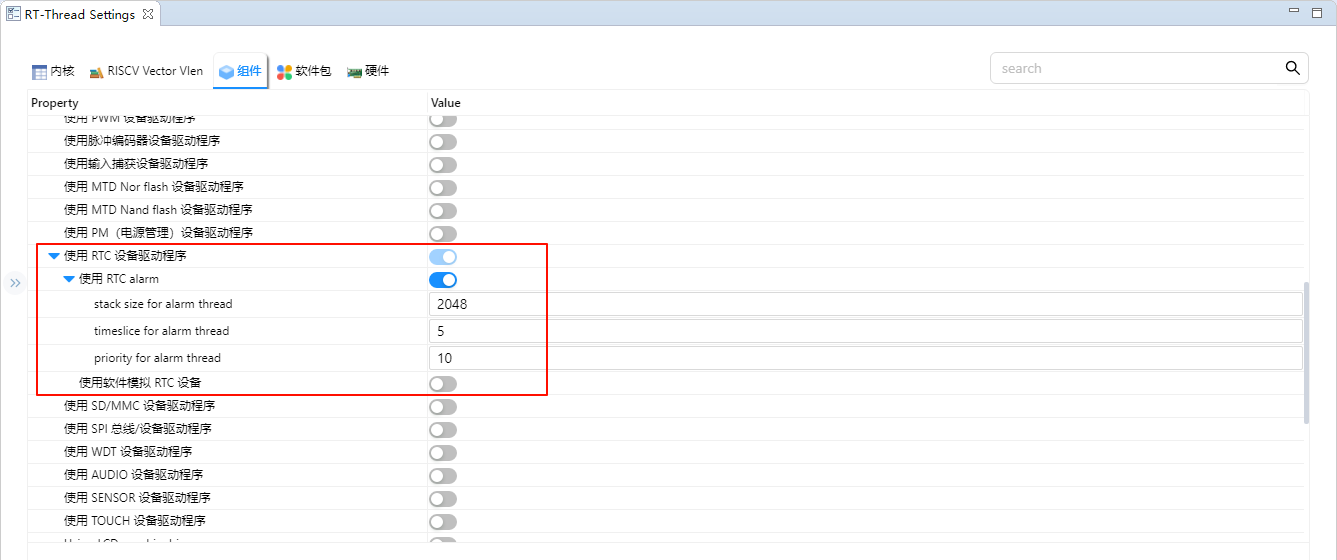 RT-Thread Settings
内核 RISCV Vector Vlen 组件 软件包 硬件 search
Property Value
使用 PWM 设备驱动程序
使用脉冲编码器设备驱动程序
使用输入捕获设备驱动程序
使用 MTD Nor flash 设备驱动程序
使用 MTD Nand flash 设备驱动程序
使用 PM（电源管理）设备驱动程序
使用 RTC 设备驱动程序
使用 RTC alarm
stack size for alarm thread 2048
timeslice for alarm thread 5
priority for alarm thread 10
使用软件模拟 RTC 设备
使用 SD/MMC 设备驱动程序
使用 SPI 总线/设备驱动程序
使用 WDT 设备驱动程序
使用 AUDIO 设备驱动程序
使用 SENSOR 设备驱动程序
使用 TOUCH 设备驱动程序